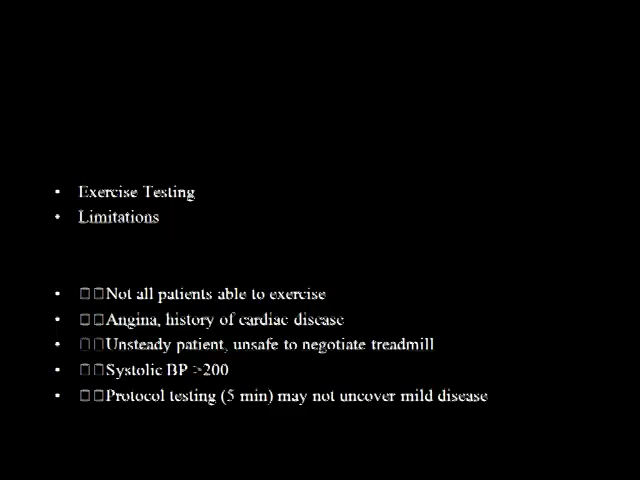 • Exercise Testing
• Limitations
• □□Not all patients able to exercise
• □□Angina, history of cardiac disease
• □□Unsteady patient, unsafe to negotiate treadmill
• □□Systolic BP >200
• □□Protocol testing (5 min) may not uncover mild disease